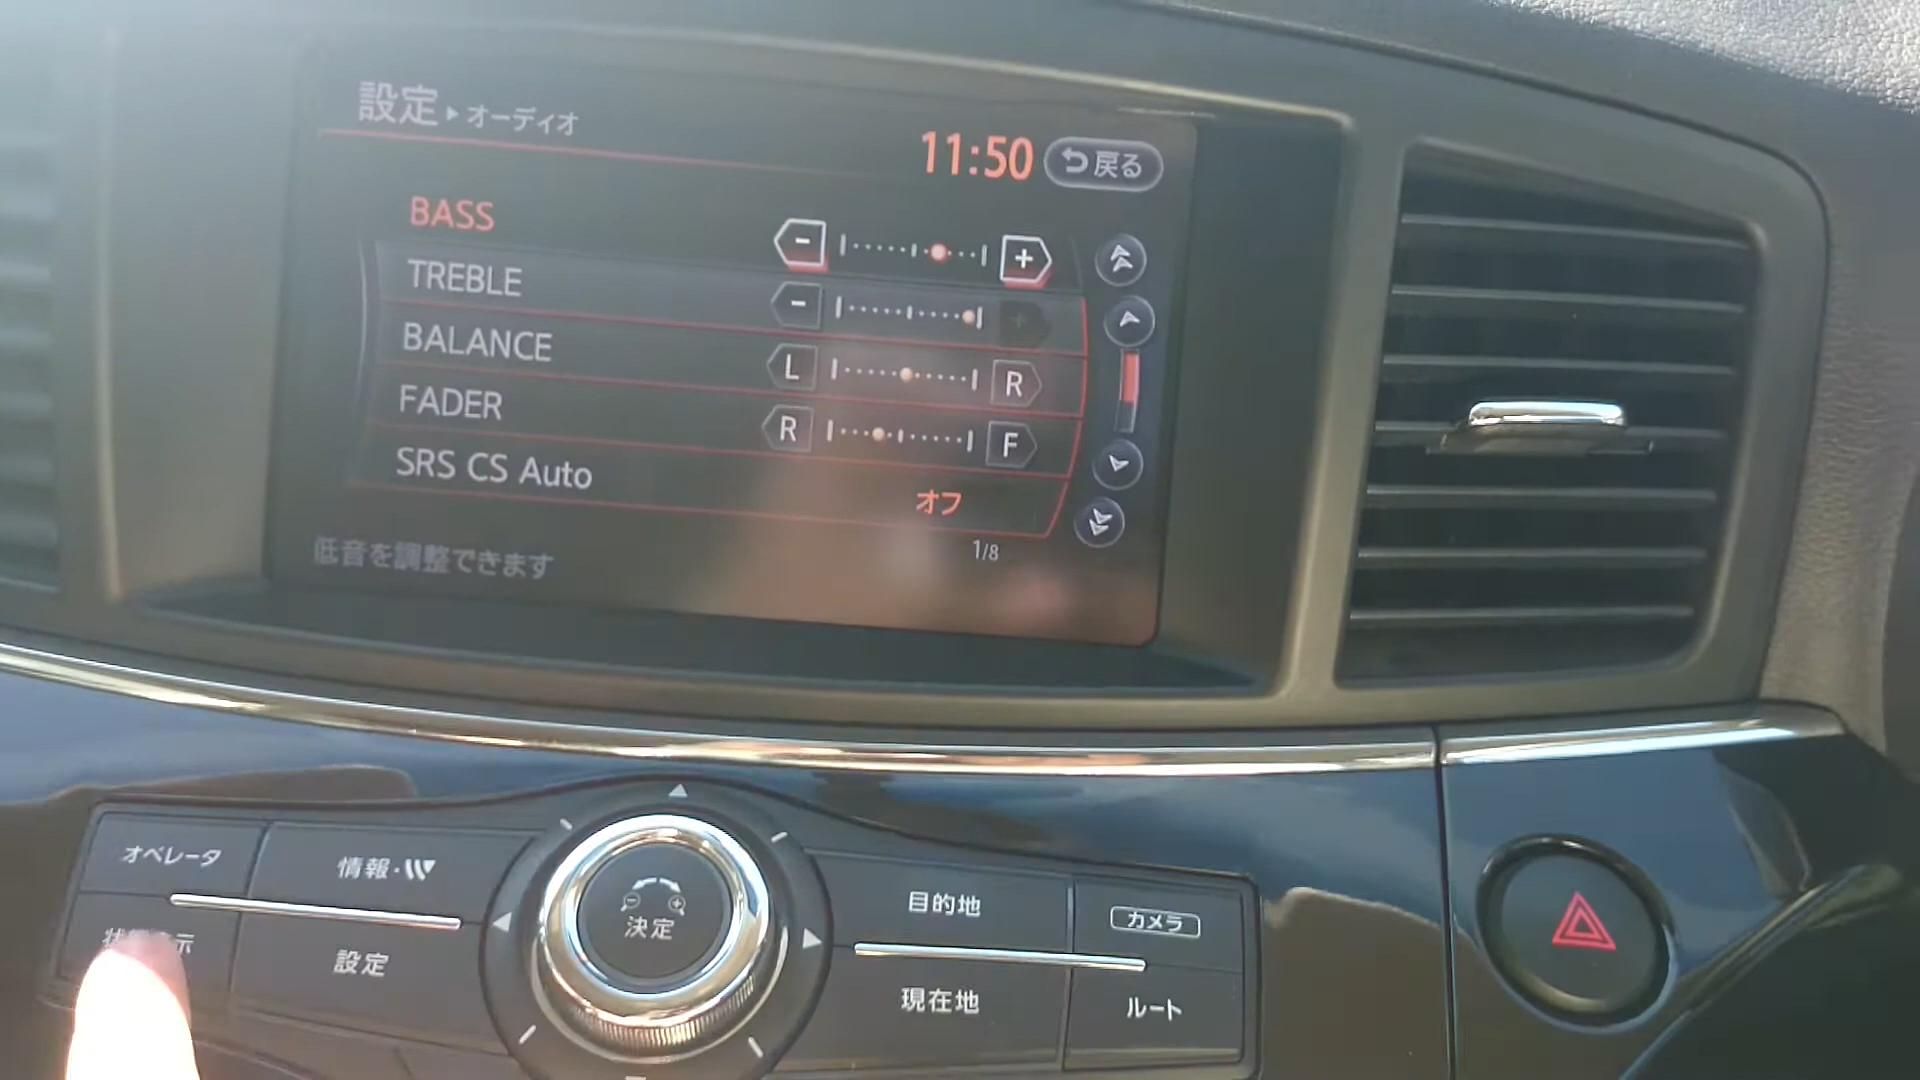 設定 ▸ オーディオ
11:50 戻る
BASS - +
TREBLE -
BALANCE L R
FADER R F
SRS CS Auto オフ
1/8
低音を調整できます
オペレータ
情報・
設定
決定
目的地
カメラ
現在地
ルート